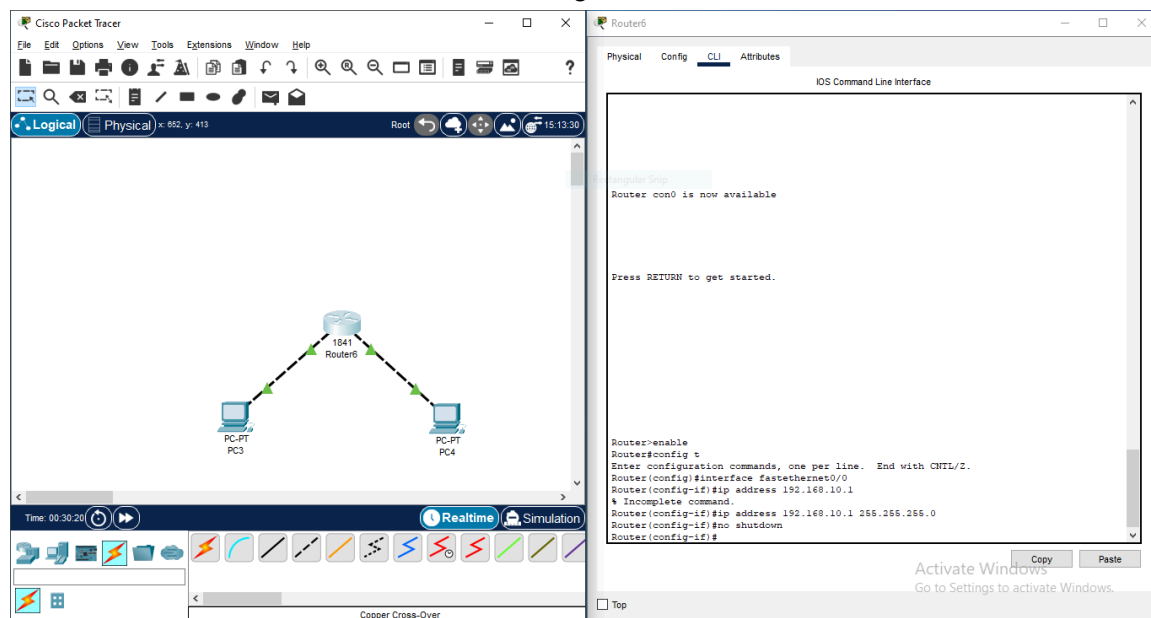 Cisco Packet Tracer
File Edit Options View Tools Extensions Window Help
?
Logical Physical x: 652, y: 413 Root 15:13:30
1841
Router6
PC-PT
PC3
PC-PT
PC4
Time: 00:30:20 Realtime Simulation
Copper Cross-Over
Router6
Physical Config CLI Attributes
IOS Command Line Interface
Rectangular Snip
Router con0 is now available
Press RETURN to get started.
Router>enable
Router#config t
Enter configuration commands, one per line. End with CNTL/Z.
Router(config)#interface fastethernet0/0
Router(config-if)#ip address 192.168.10.1
% Incomplete command.
Router(config-if)#ip address 192.168.10.1 255.255.255.0
Router(config-if)#no shutdown
Router(config-if)#
Copy Paste
Activate Windows
Go to Settings to activate Windows.
Top